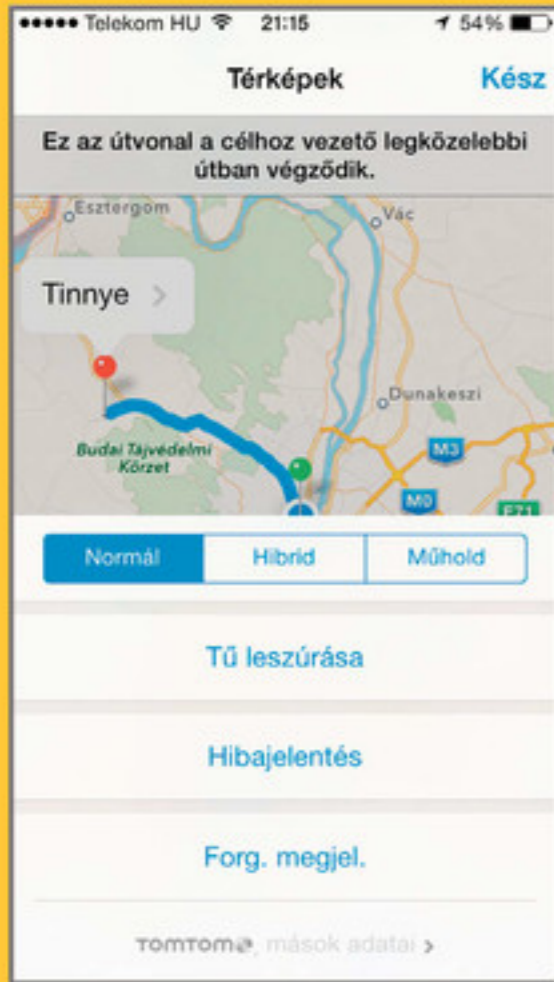 Telekom HU 21:15 54%
Térképek Kész
Ez az útvonal a célhoz vezető legközelebbi
útban végződik.
Esztergom
Vác
Tinnye >
Dunakeszi
Budai Tájvédelmi
Körzet
M3
M0
E71
Normál Hibrid Műhold
Tű leszúrása
Hibajelentés
Forg. megjel.
TOMTOM, mások adatai >